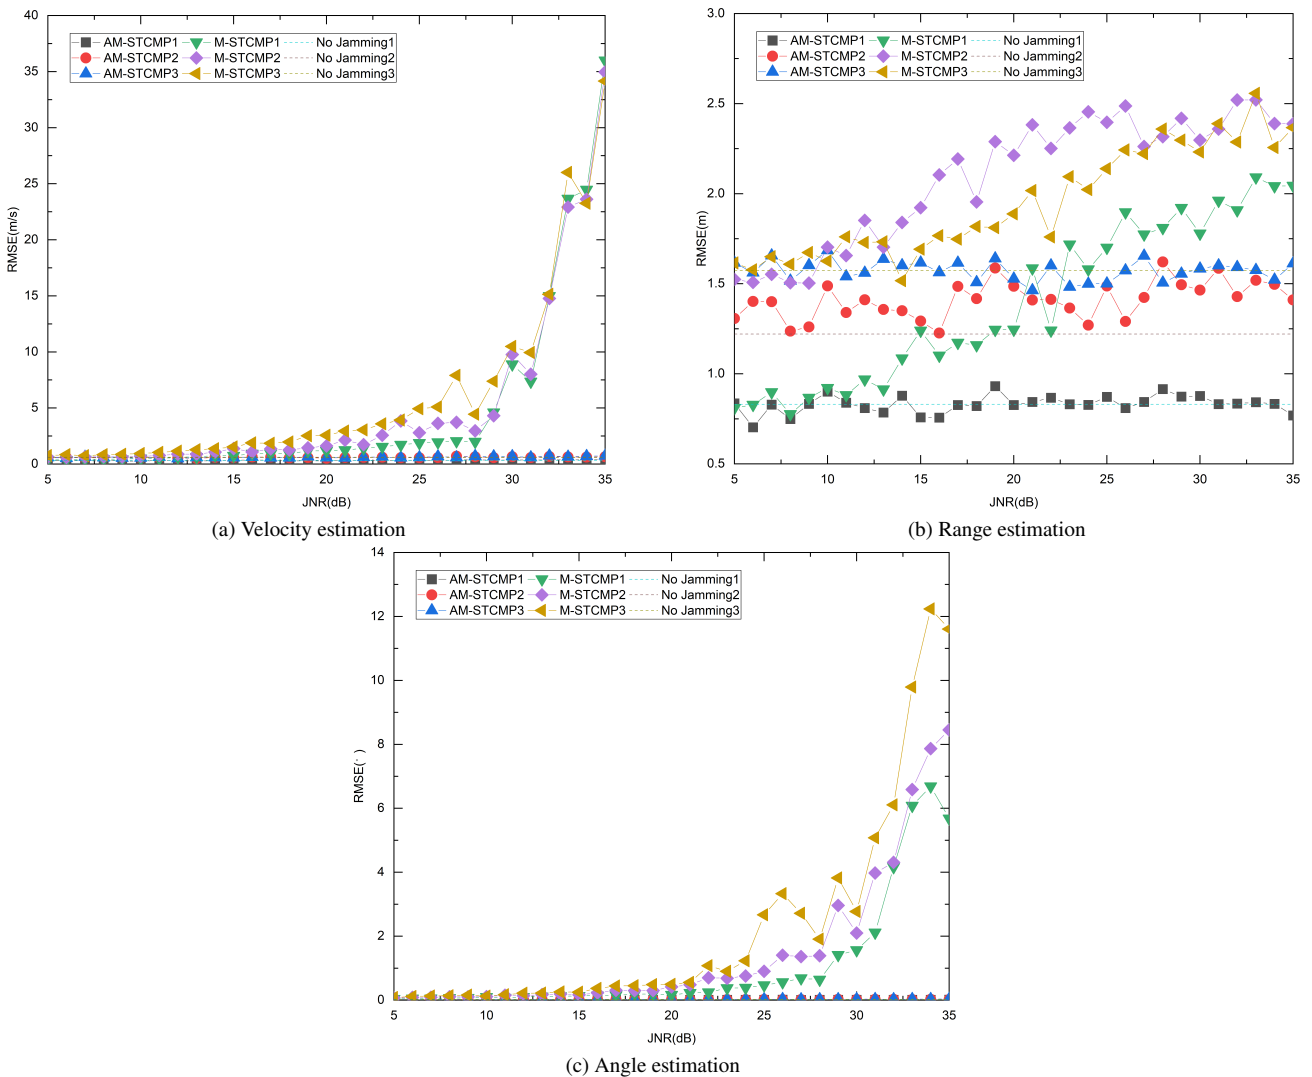 RMSE(m/s)
40
35
30
25
20
15
10
5
0
AM-STCMP1 M-STCMP1 No Jamming1
AM-STCMP2 M-STCMP2 No Jamming2
AM-STCMP3 M-STCMP3 No Jamming3
5 10 15 20 25 30 35
JNR(dB)
(a) Velocity estimation
RMSE(m)
3.0
2.5
2.0
1.5
1.0
0.5
AM-STCMP1 M-STCMP1 No Jamming1
AM-STCMP2 M-STCMP2 No Jamming2
AM-STCMP3 M-STCMP3 No Jamming3
5 10 15 20 25 30 35
JNR(dB)
(b) Range estimation
RMSE(°)
14
12
10
8
6
4
2
0
AM-STCMP1 M-STCMP1 No Jamming1
AM-STCMP2 M-STCMP2 No Jamming2
AM-STCMP3 M-STCMP3 No Jamming3
5 10 15 20 25 30 35
JNR(dB)
(c) Angle estimation